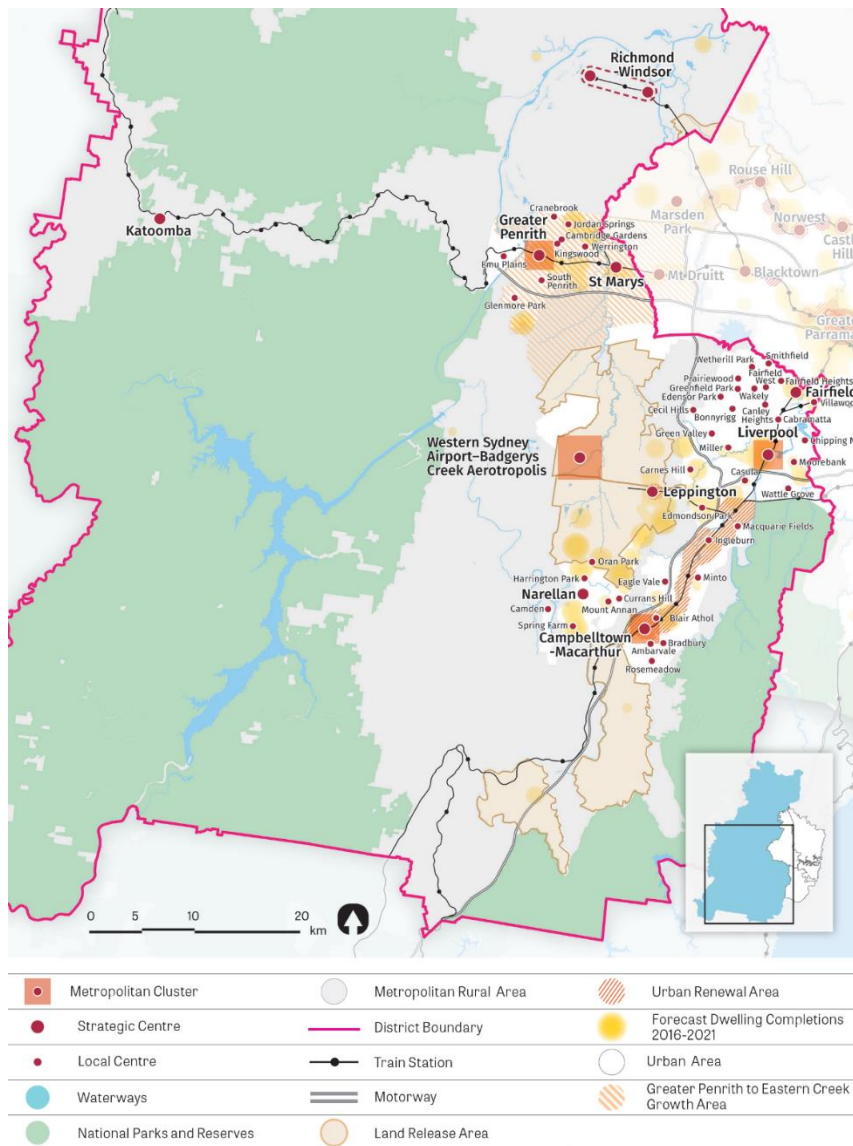 Richmond
-Windsor
Rouse Hill
Marsden
Park
Norwest
Castle
Hill
Katoomba
Cranebrook
Greater
Penrith
Jordan Springs
Cambridge Gardens
Werrington
Kingswood
Emu Plains
St Marys
Mt Druitt
Blacktown
South
Penrith
Glenmore Park
Greater
Parrama
Smithfield
Wetherill Park
Fairfield
West
Fairfield Heights
Prairiewood
Greenfield Park
Wakely
Fairfield
Edensor Park
Villawood
Canley
Heights
Cecil Hills
Bonnyrigg
Cabramatta
Green Valley
Liverpool
Chipping N
Miller
Western Sydney
Airport–Badgerys
Creek Aerotropolis
Moorebank
Carnes Hill
Casula
Leppington
Wattle Grove
Edmondson Park
Macquarie Fields
Ingleburn
Oran Park
Harrington Park
Eagle Vale
Minto
Narellan
Currans Hill
Camden
Mount Annan
Blair Athol
Spring Farm
Campbelltown
-Macarthur
Bradbury
Ambarvale
Rosemeadow
0 5 10 20
km
Metropolitan Cluster
Metropolitan Rural Area
Urban Renewal Area
Strategic Centre
District Boundary
Forecast Dwelling Completions
2016-2021
Local Centre
Train Station
Urban Area
Waterways
Motorway
Greater Penrith to Eastern Creek
Growth Area
National Parks and Reserves
Land Release Area